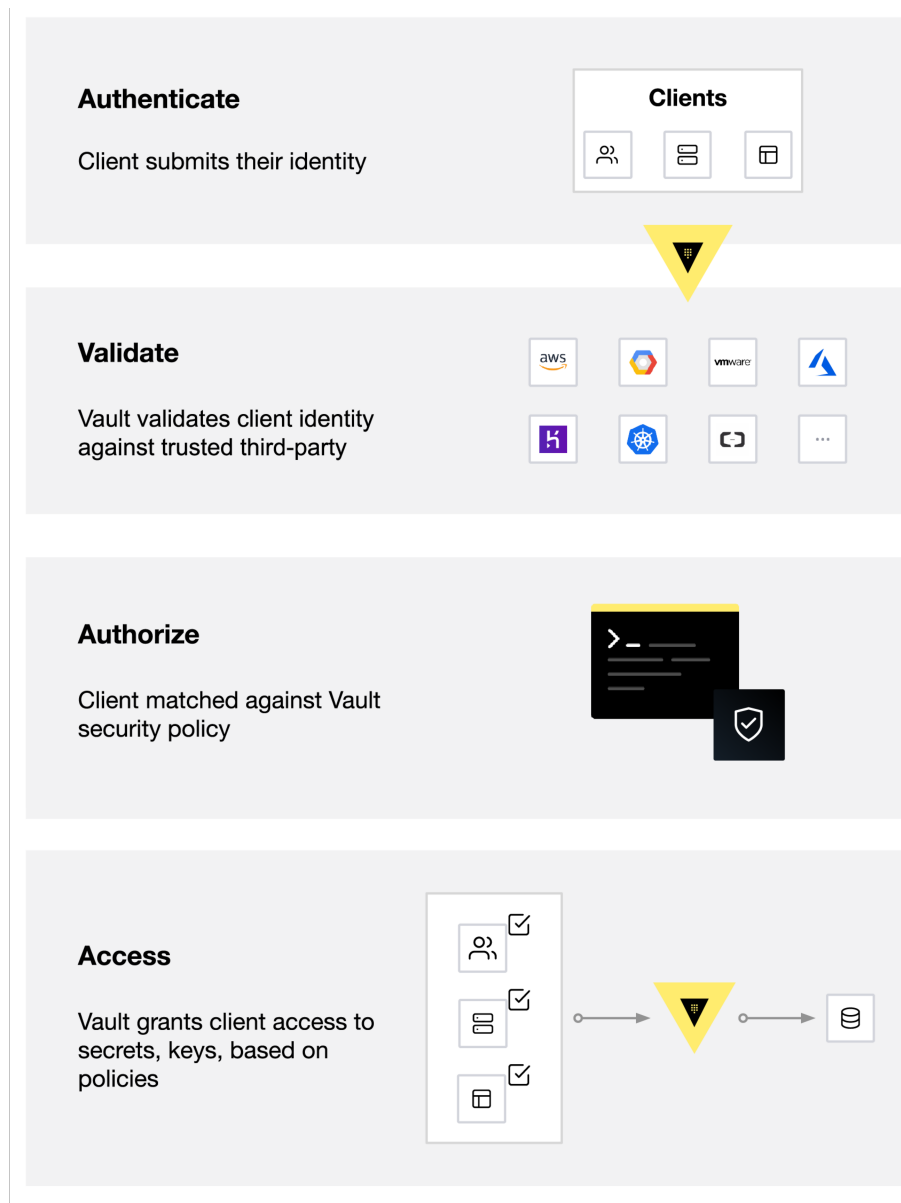 Authenticate
Client submits their identity
Clients
Validate
Vault validates client identity
against trusted third-party
aws
vmware
Authorize
Client matched against Vault
security policy
Access
Vault grants client access to
secrets, keys, based on
policies